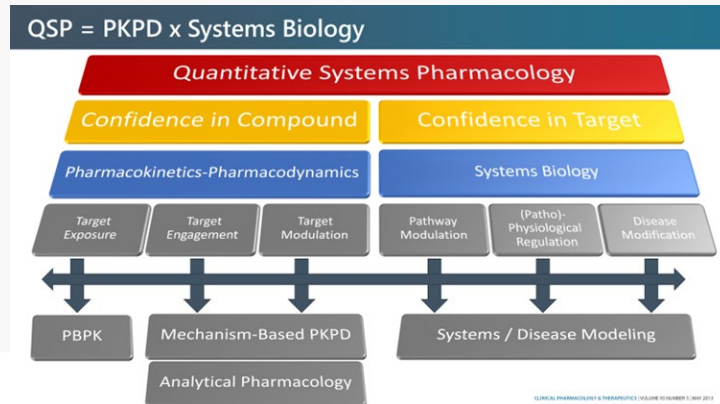 QSP = PKPD x Systems Biology
Quantitative Systems Pharmacology
Confidence in Compound
Confidence in Target
Pharmacokinetics-Pharmacodynamics
Systems Biology
Target
Exposure
Target
Engagement
Target
Modulation
Pathway
Modulation
(Patho)-
Physiological
Regulation
Disease
Modification
PBPK
Mechanism-Based PKPD
Systems / Disease Modeling
Analytical Pharmacology
CLINICAL PHARMACOLOGY & THERAPEUTICS | VOLUME 93 NUMBER 5 | MAY 2013